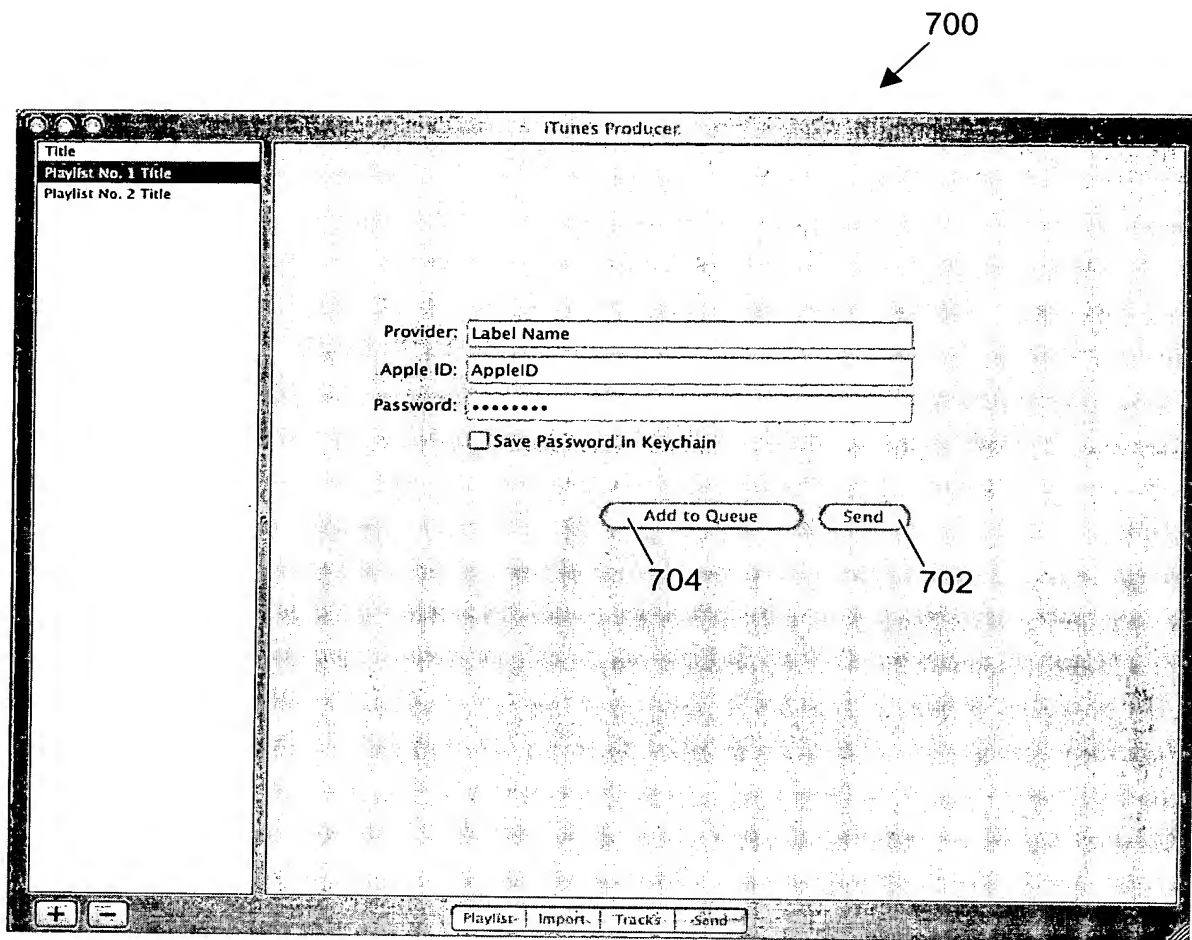 700
iTunes Producer
Title
Playlist No. 1 Title
Playlist No. 2 Title
Provider: Label Name
Apple ID: AppleID
Password: ••••••••
Save Password in Keychain
Add to Queue Send
704 702
+ −
Playlist Import Tracks Send